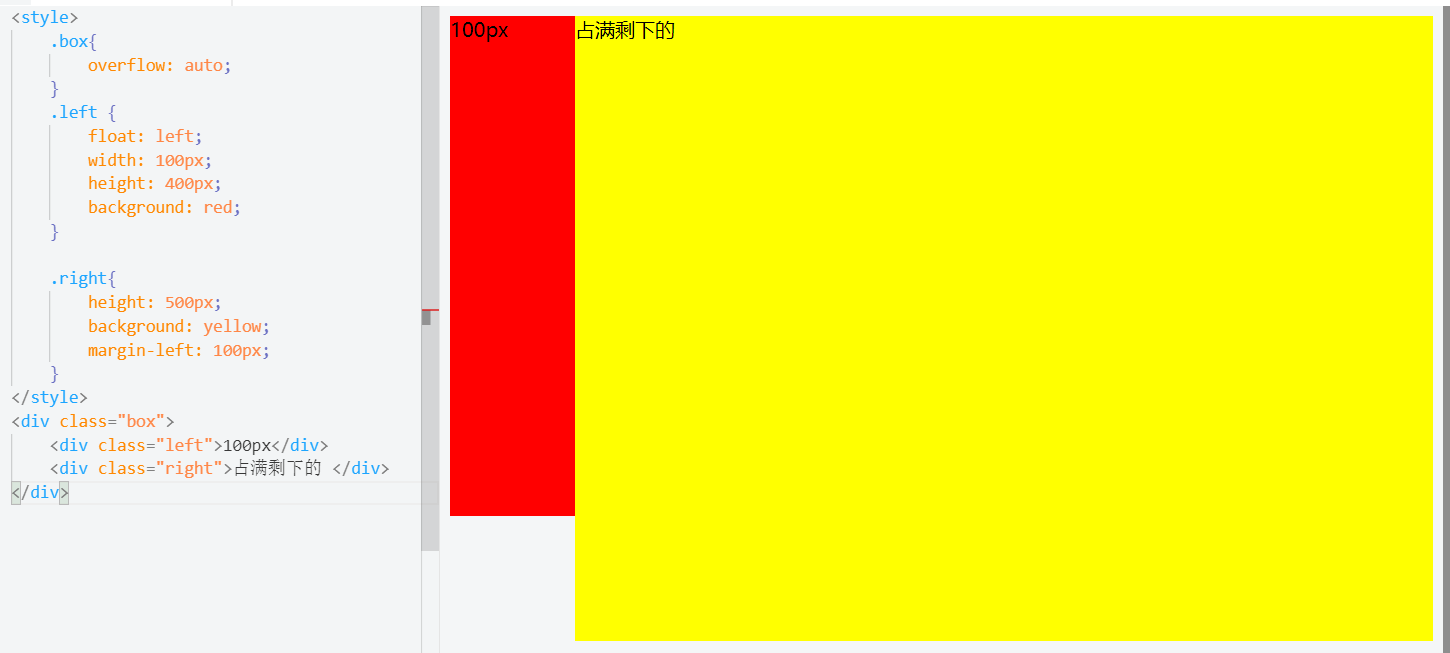 <style>
    .box{
        overflow: auto;
    }
    .left {
        float: left;
        width: 100px;
        height: 400px;
        background: red;
    }

    .right{
        height: 500px;
        background: yellow;
        margin-left: 100px;
    }
</style>
<div class="box">
    <div class="left">100px</div>
    <div class="right">占满剩下的 </div>
</div>
100px
占满剩下的